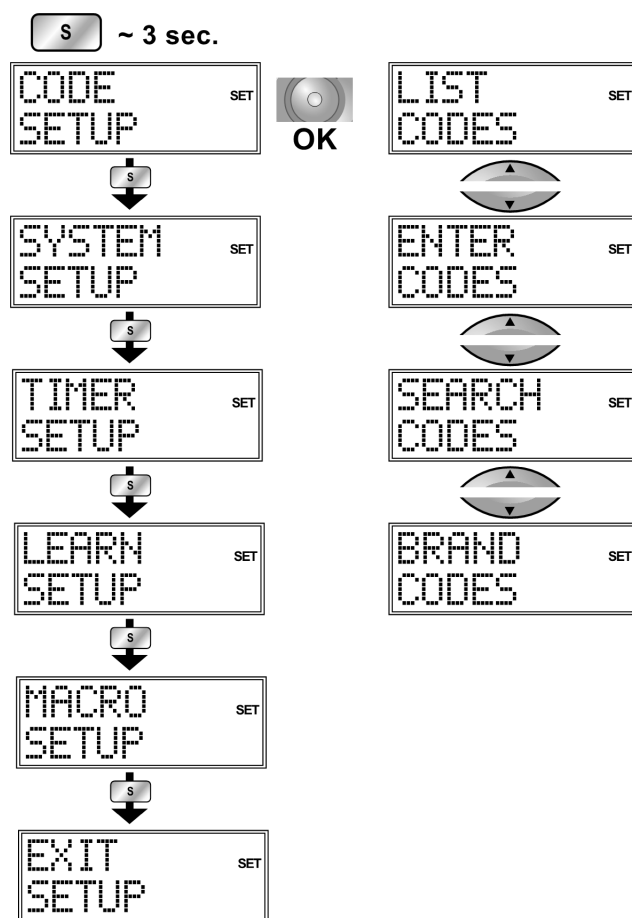 S ~ 3 sec.
CODE SET
SETUP
OK
LIST SET
CODES
S
SYSTEM SET
SETUP
ENTER SET
CODES
S
TIMER SET
SETUP
SEARCH SET
CODES
S
LEARN SET
SETUP
BRAND SET
CODES
S
MACRO SET
SETUP
S
EXIT SET
SETUP